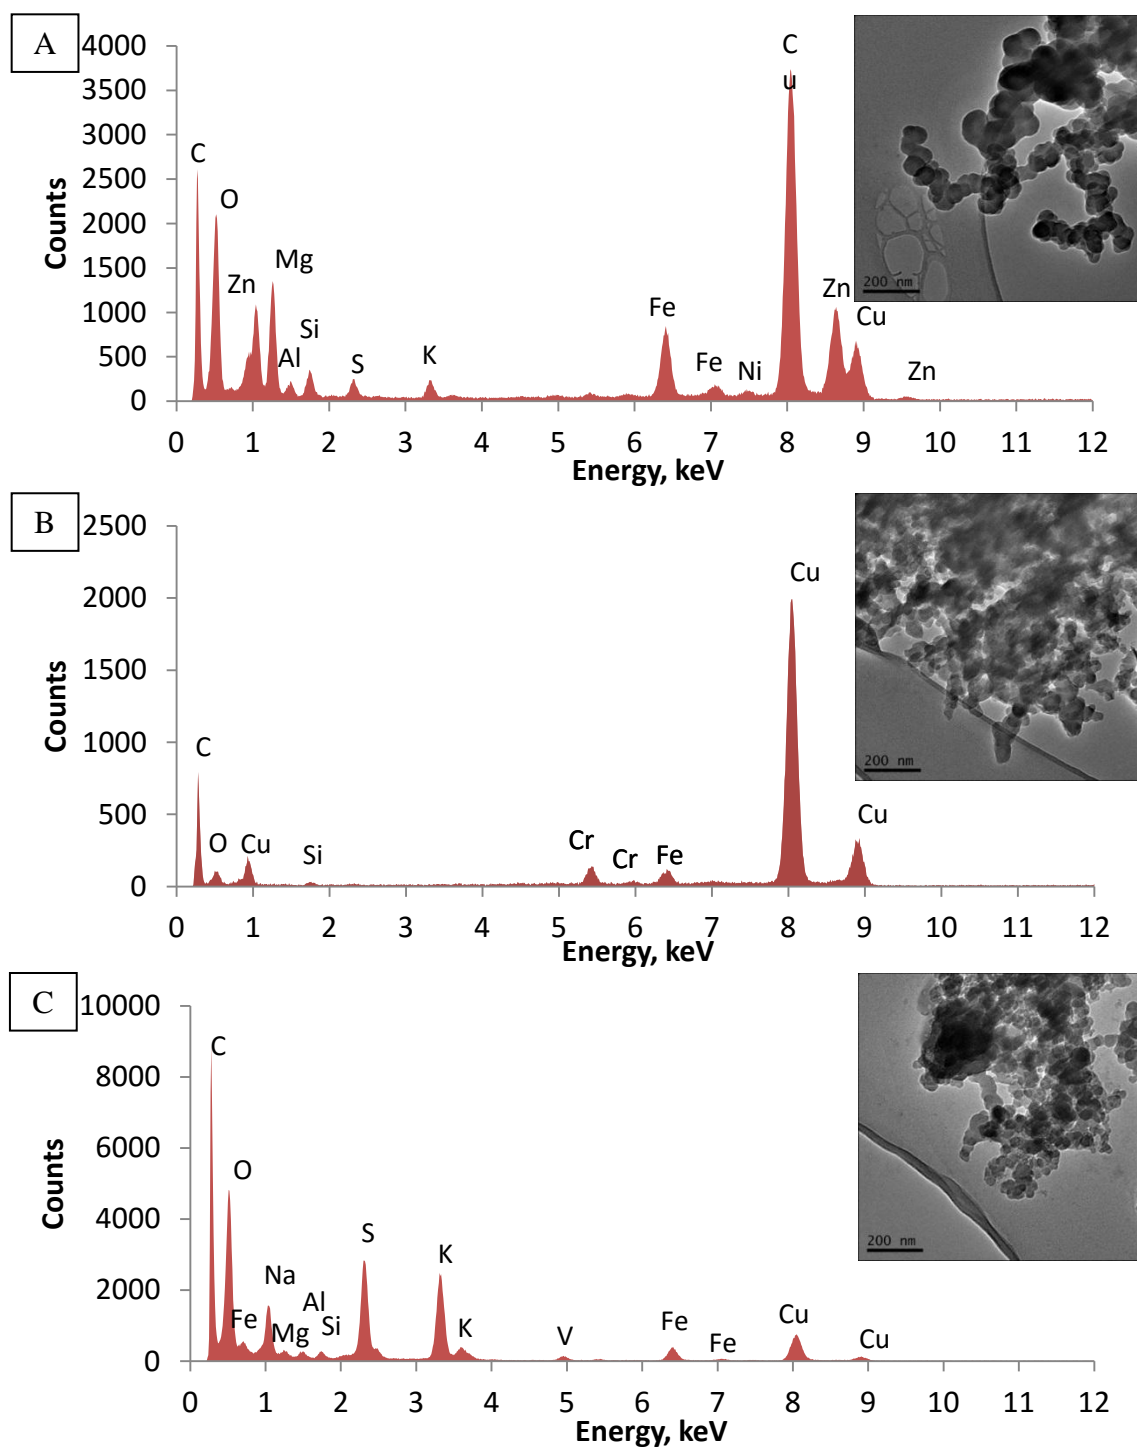 A
4000
3500
3000
2500
2000
1500
1000
500
0
Counts
C
O
Zn
Mg
Al
Si
S
K
Fe
Fe
Ni
C
u
Zn
Cu
Zn
200 nm
0 1 2 3 4 5 6 7 8 9 10 11 12
Energy, keV
B
2500
2000
1500
1000
500
0
Counts
C
O
Cu
Si
Cr
Cr
Fe
Cu
Cu
200 nm
0 1 2 3 4 5 6 7 8 9 10 11 12
Energy, keV
C
10000
8000
6000
4000
2000
0
Counts
C
O
Fe
Na
Mg
Al
Si
S
K
K
V
Fe
Fe
Cu
Cu
200 nm
0 1 2 3 4 5 6 7 8 9 10 11 12
Energy, keV